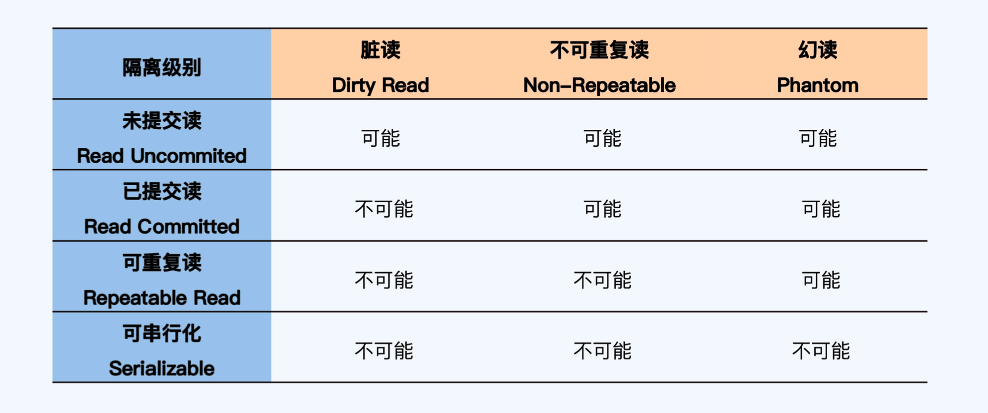 隔离级别
脏读
Dirty Read
不可重复读
Non-Repeatable
幻读
Phantom
未提交读
Read Uncommited
可能
可能
可能
已提交读
Read Committed
不可能
可能
可能
可重复读
Repeatable Read
不可能
不可能
可能
可串行化
Serializable
不可能
不可能
不可能